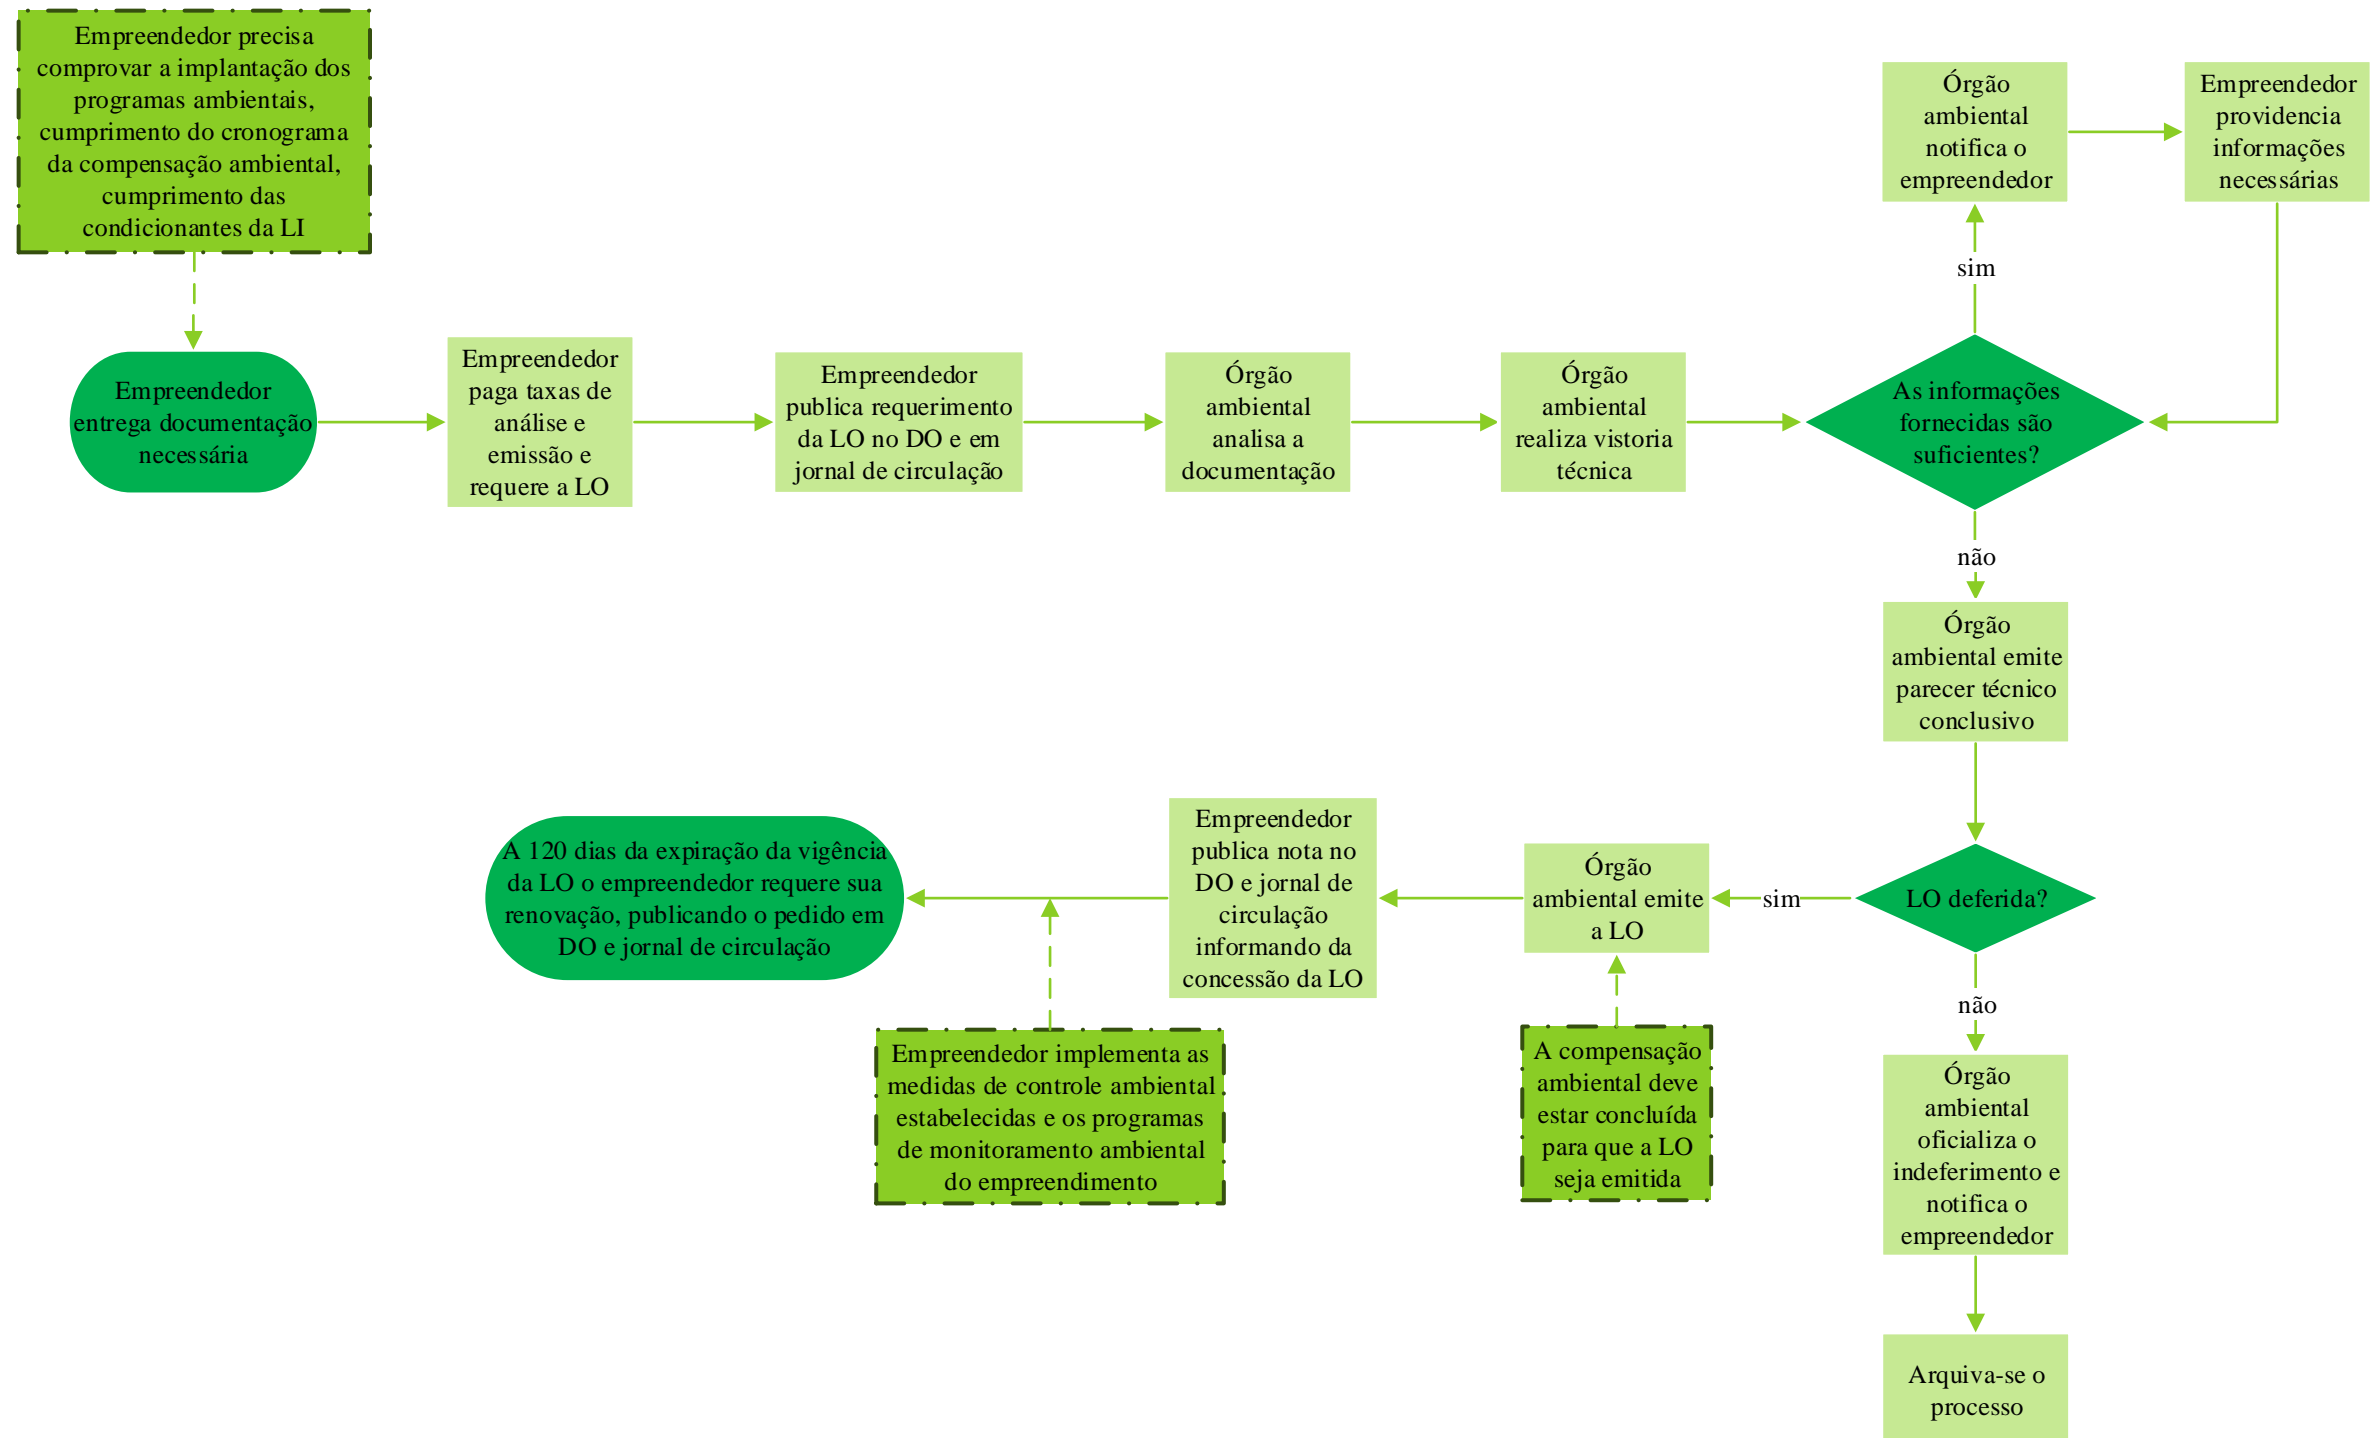 Empreendedor precisa
comprovar a implantação dos
programas ambientais,
cumprimento do cronograma
da compensação ambiental,
cumprimento das
condicionantes da LI
Empreendedor
entrega documentação
necessária
Empreendedor
paga taxas de
análise e
emissão e
requere a LO
Empreendedor
publica requerimento
da LO no DO e em
jornal de circulação
Órgão
ambiental
analisa a
documentação
Órgão
ambiental
realiza vistoria
técnica
As informações
fornecidas são
suficientes?
sim
Órgão
ambiental
notifica o
empreendedor
Empreendedor
providencia
informações
necessárias
não
Órgão
ambiental emite
parecer técnico
conclusivo
LO deferida?
sim
Órgão
ambiental emite
a LO
A compensação
ambiental deve
estar concluída
para que a LO
seja emitida
Empreendedor
publica nota no
DO e jornal de
circulação
informando da
concessão da LO
Empreendedor implementa as
medidas de controle ambiental
estabelecidas e os programas
de monitoramento ambiental
do empreendimento
A 120 dias da expiração da vigência
da LO o empreendedor requere sua
renovação, publicando o pedido em
DO e jornal de circulação
não
Órgão
ambiental
oficializa o
indeferimento e
notifica o
empreendedor
Arquiva-se o
processo